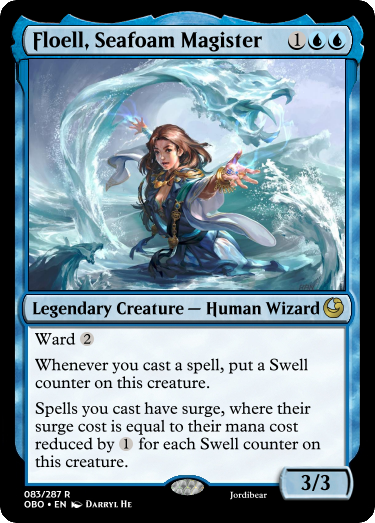 Floell, Seafoam Magister 1
Legendary Creature — Human Wizard
Ward 2
Whenever you cast a spell, put a Swell
counter on this creature.
Spells you cast have surge, where their
surge cost is equal to their mana cost
reduced by 1 for each Swell counter on
this creature.
3/3
083/287 R
OBO • EN Darryl He
Jordibear